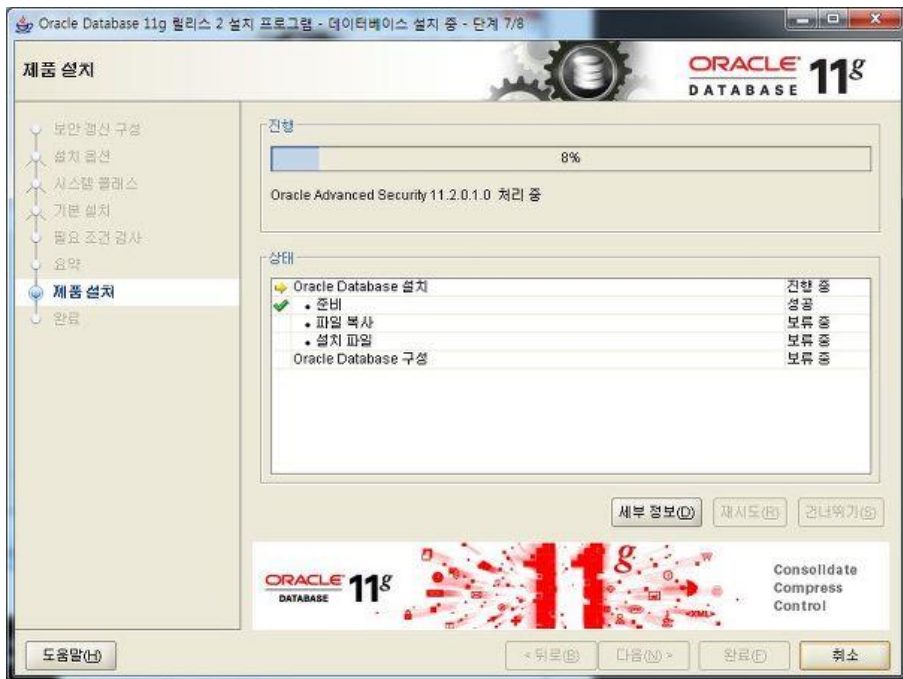 Oracle Database 11g 릴리스 2 설치 프로그램 - 데이터베이스 설치 중 - 단계 7/8
제품 설치
ORACLE 11g
DATABASE
보안 갱신 구성
설치 옵션
시스템 클래스
기본 설치
필요 조건 검사
요약
제품 설치
완료
진행
8%
Oracle Advanced Security 11.2.0.1.0 처리 중
상태
Oracle Database 설치 진행 중
• 준비 성공
• 파일 복사 보류 중
• 설치 파일 보류 중
Oracle Database 구성 보류 중
세부 정보(D) 재시도(R) 건너뛰기(S)
ORACLE 11g
DATABASE
11g
W
<XML>
Consolidate
Compress
Control
도움말(H) < 뒤로(B) 다음(N) > 완료(F) 취소